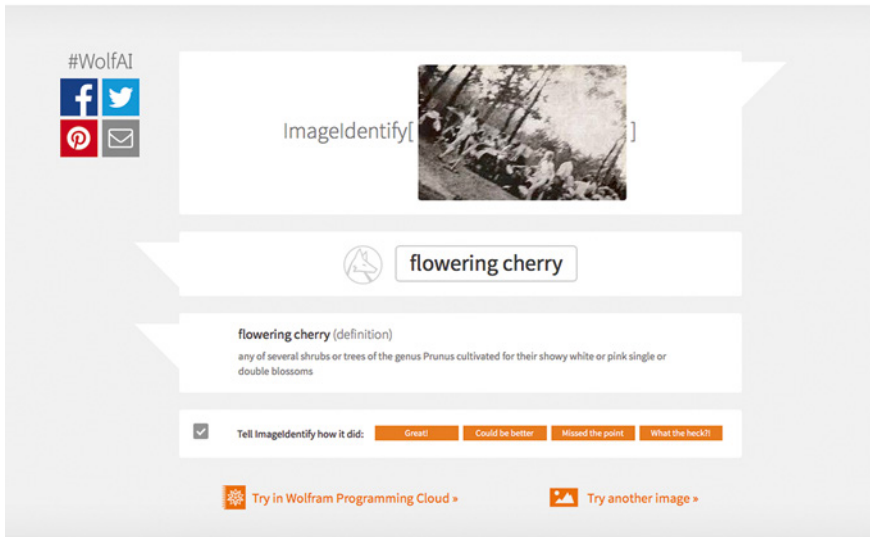 #WolfAI
ImageIdentify[ ]
flowering cherry
flowering cherry (definition)
any of several shrubs or trees of the genus Prunus cultivated for their showy white or pink single or
double blossoms
Tell ImageIdentify how it did: Great! Could be better Missed the point What the heck?!
Try in Wolfram Programming Cloud » Try another image »